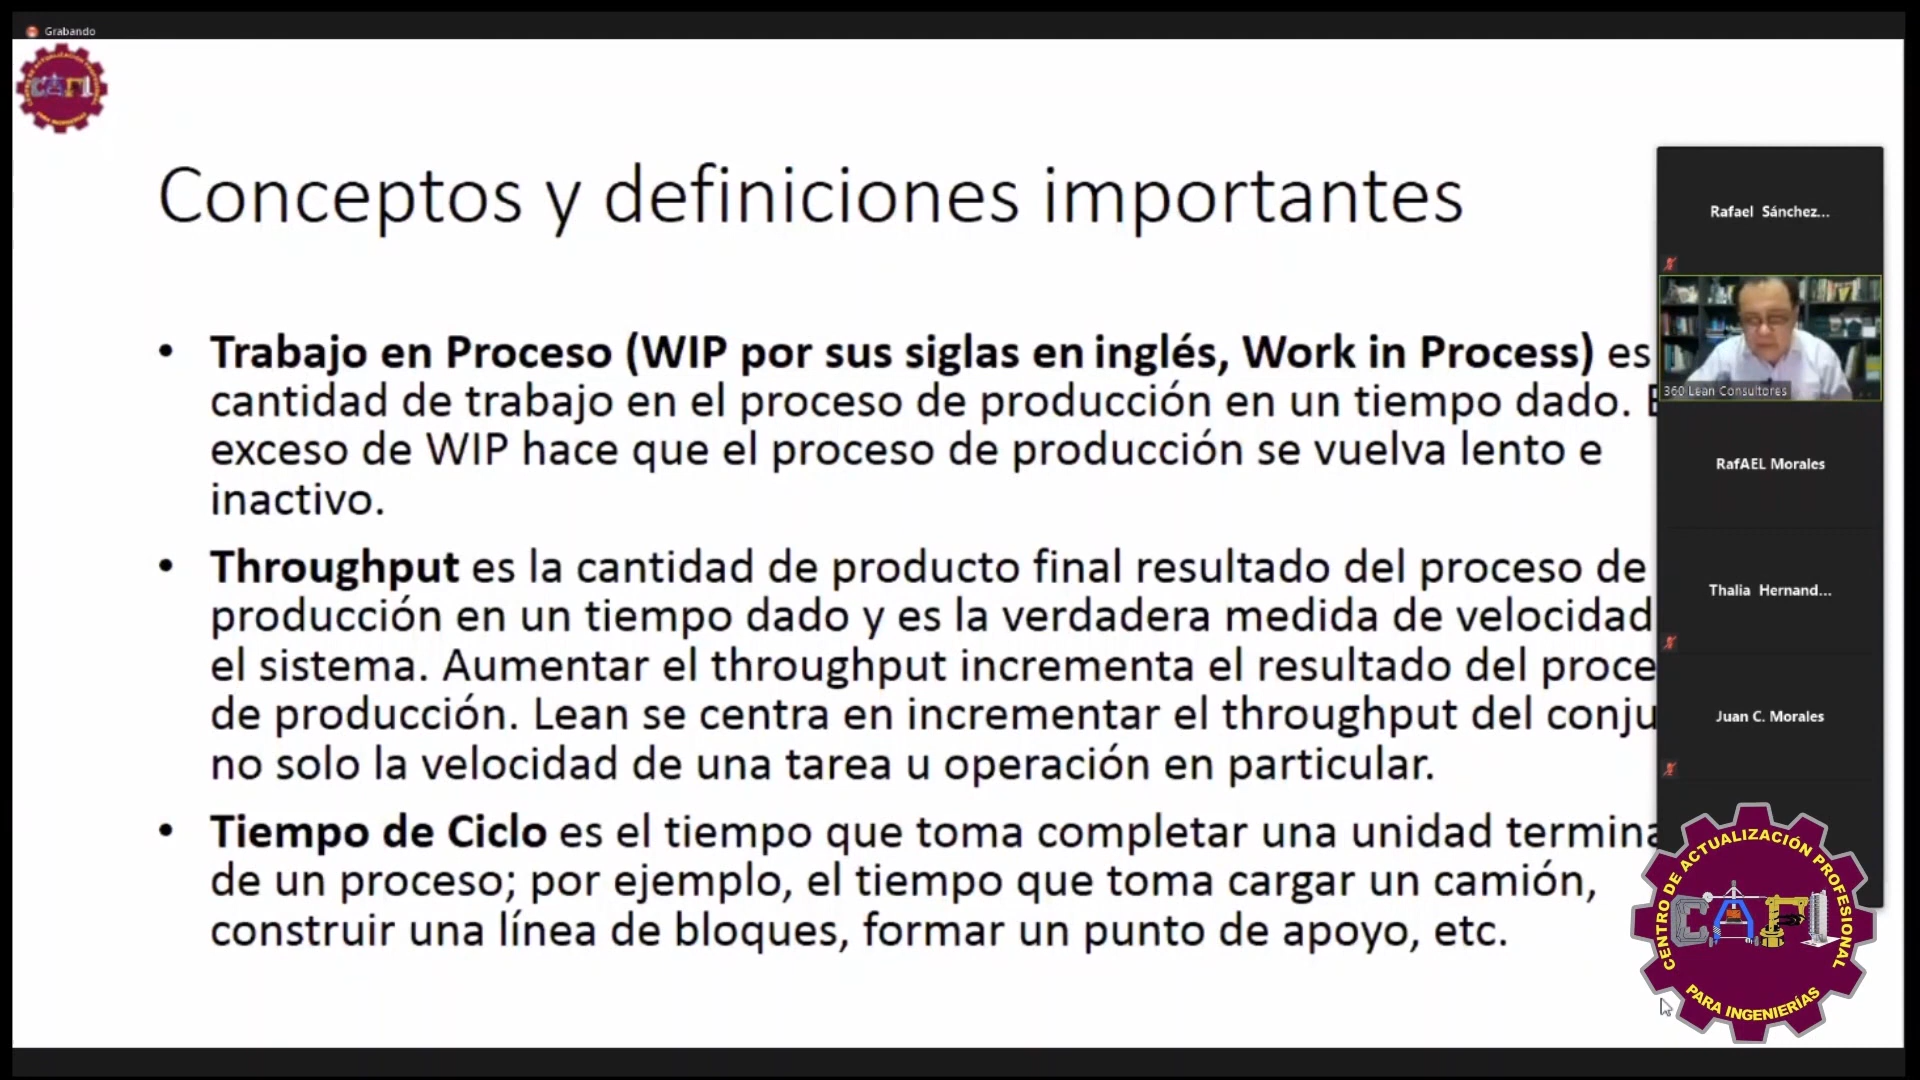 Grabando
Conceptos y definiciones importantes
• Trabajo en Proceso (WIP por sus siglas en inglés, Work in Process) es
cantidad de trabajo en el proceso de producción en un tiempo dado.
exceso de WIP hace que el proceso de producción se vuelva lento e
inactivo.
• Throughput es la cantidad de producto final resultado del proceso de
producción en un tiempo dado y es la verdadera medida de velocidad
el sistema. Aumentar el throughput incrementa el resultado del proce
de producción. Lean se centra en incrementar el throughput del conju
no solo la velocidad de una tarea u operación en particular.
• Tiempo de Ciclo es el tiempo que toma completar una unidad termina
de un proceso; por ejemplo, el tiempo que toma cargar un camión,
construir una línea de bloques, formar un punto de apoyo, etc.
Rafael Sánchez...
360 Lean Consultores
RafAEL Morales
Thalia Hernand...
Juan C. Morales
CENTRO DE ACTUALIZACIÓN PROFESIONAL
CAPI
PARA INGENIERÍAS